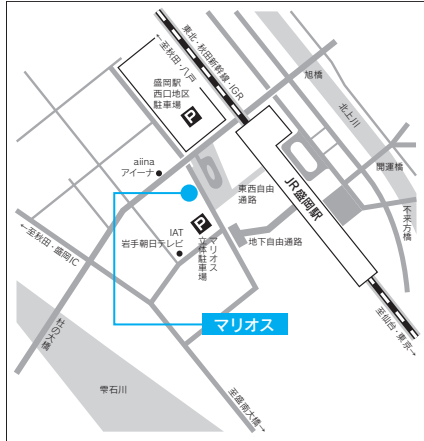 東北・秋田新幹線・IGR
←至秋田・八戸
盛岡駅
西口地区
駐車場
P
旭橋
北上川
開運橋
不来方橋
aiina
アイーナ
JR盛岡駅
東西自由
通路
P
マリオス
立体駐車場
IAT
岩手朝日テレビ
地下自由通路
←至秋田・盛岡IC
マリオス
至仙台・東京→
杜の大橋
雫石川
至盛南大橋→